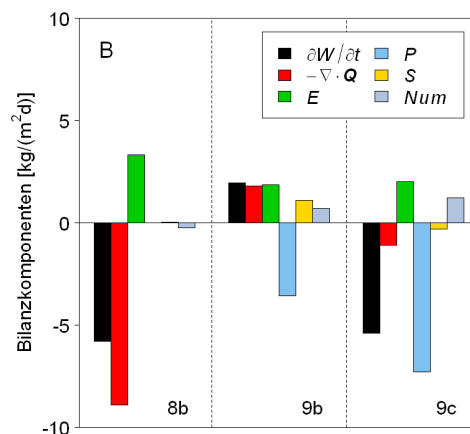 B
∂W/∂t
P
−∇·Q
S
E
Num
Bilanzkomponenten [kg/(m²d)]
10
5
0
-5
-10
8b
9b
9c